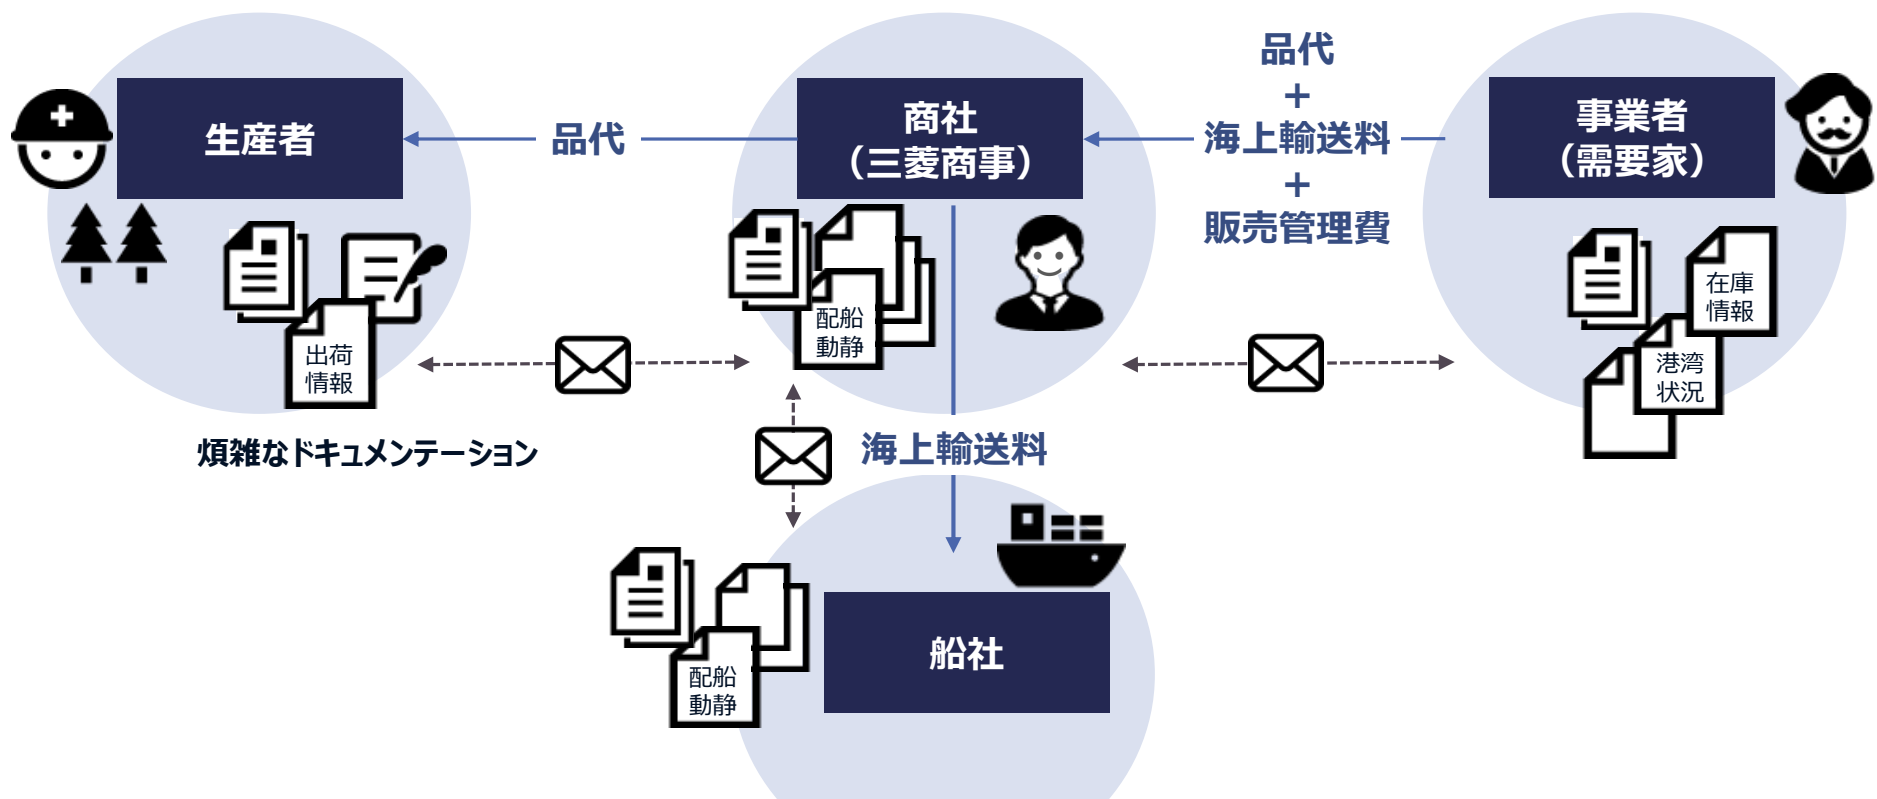 生産者
品代
商社
（三菱商事）
品代
+
海上輸送料
+
販売管理費
事業者
（需要家）
出荷
情報
配船
動静
在庫
情報
港湾
状況
煩雑なドキュメンテーション
海上輸送料
配船
動静
船社